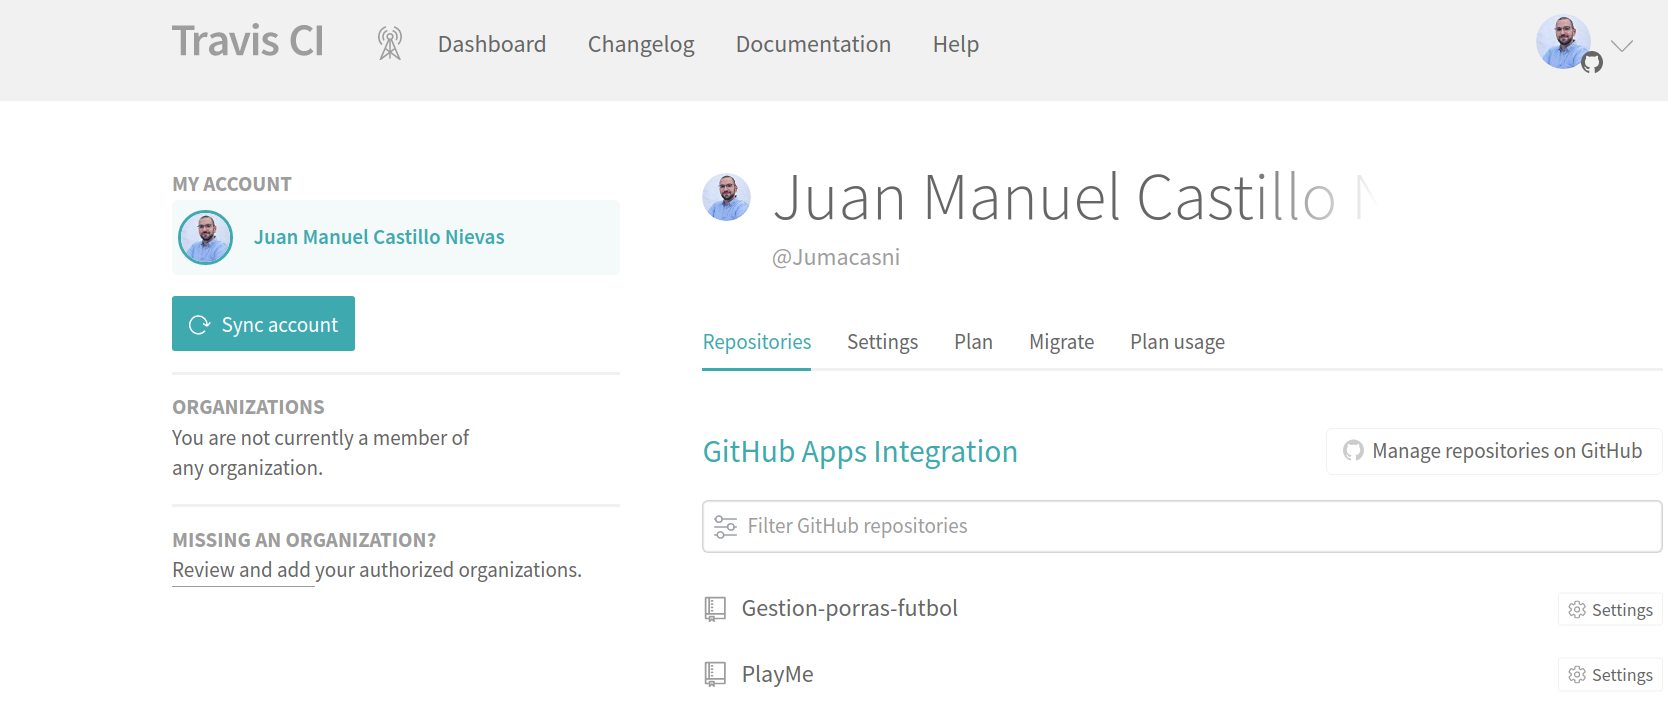 Travis CI
Dashboard
Changelog
Documentation
Help
MY ACCOUNT
Juan Manuel Castillo Nievas
Sync account
ORGANIZATIONS
You are not currently a member of
any organization.
MISSING AN ORGANIZATION?
Review and add your authorized organizations.
Juan Manuel Castillo N
@Jumacasni
Repositories
Settings
Plan
Migrate
Plan usage
GitHub Apps Integration
Manage repositories on GitHub
Filter GitHub repositories
Gestion-porras-futbol
Settings
PlayMe
Settings